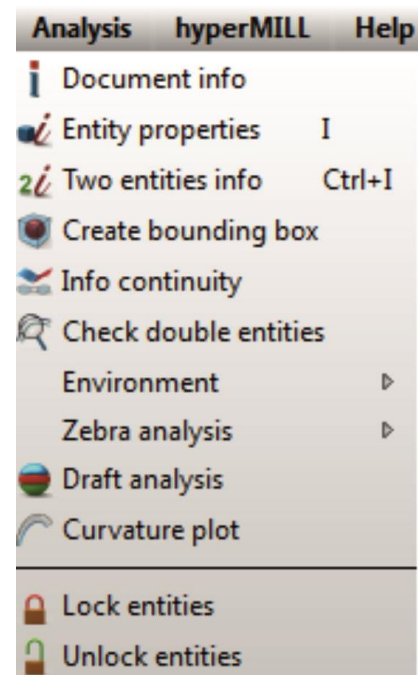 Analysis hyperMILL Help
Document info
Entity properties I
Two entities info Ctrl+I
Create bounding box
Info continuity
Check double entities
Environment
Zebra analysis
Draft analysis
Curvature plot
Lock entities
Unlock entities